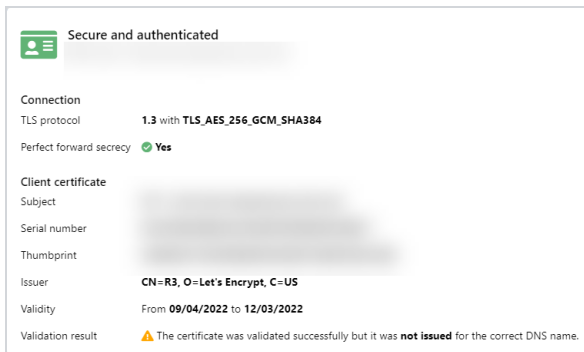 Secure and authenticated
Connection
TLS protocol 1.3 with TLS_AES_256_GCM_SHA384
Perfect forward secrecy Yes
Client certificate
Subject
Serial number
Thumbprint
Issuer CN=R3, O=Let's Encrypt, C=US
Validity From 09/04/2022 to 12/03/2022
Validation result The certificate was validated successfully but it was not issued for the correct DNS name.